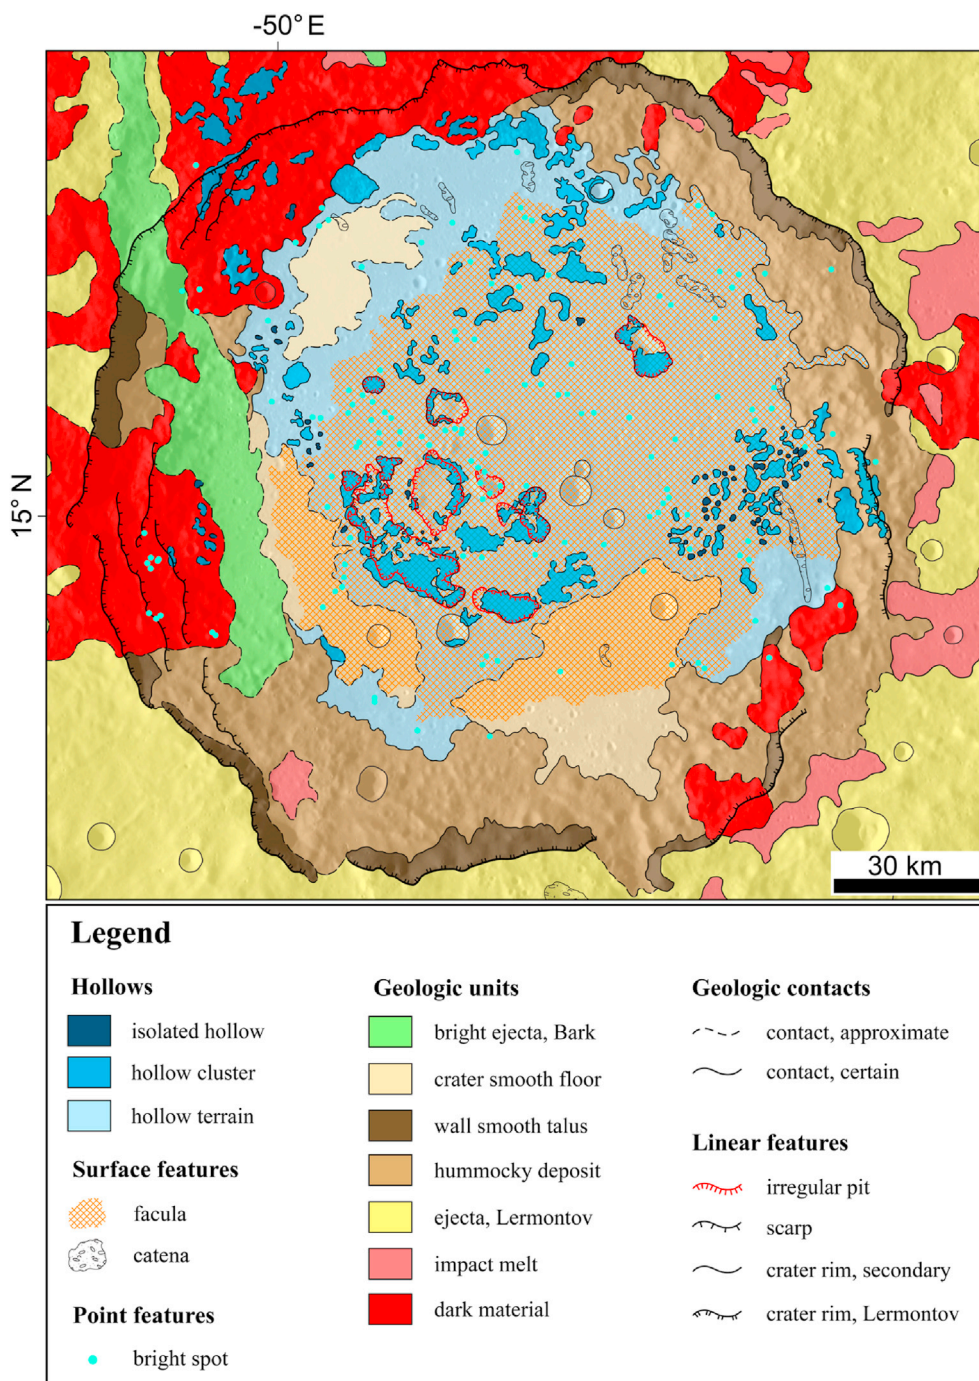 -50° E
15° N
30 km
Legend
Hollows
isolated hollow
hollow cluster
hollow terrain
Surface features
facula
catena
Point features
bright spot
Geologic units
bright ejecta, Bark
crater smooth floor
wall smooth talus
hummocky deposit
ejecta, Lermontov
impact melt
dark material
Geologic contacts
contact, approximate
contact, certain
Linear features
irregular pit
scarp
crater rim, secondary
crater rim, Lermontov